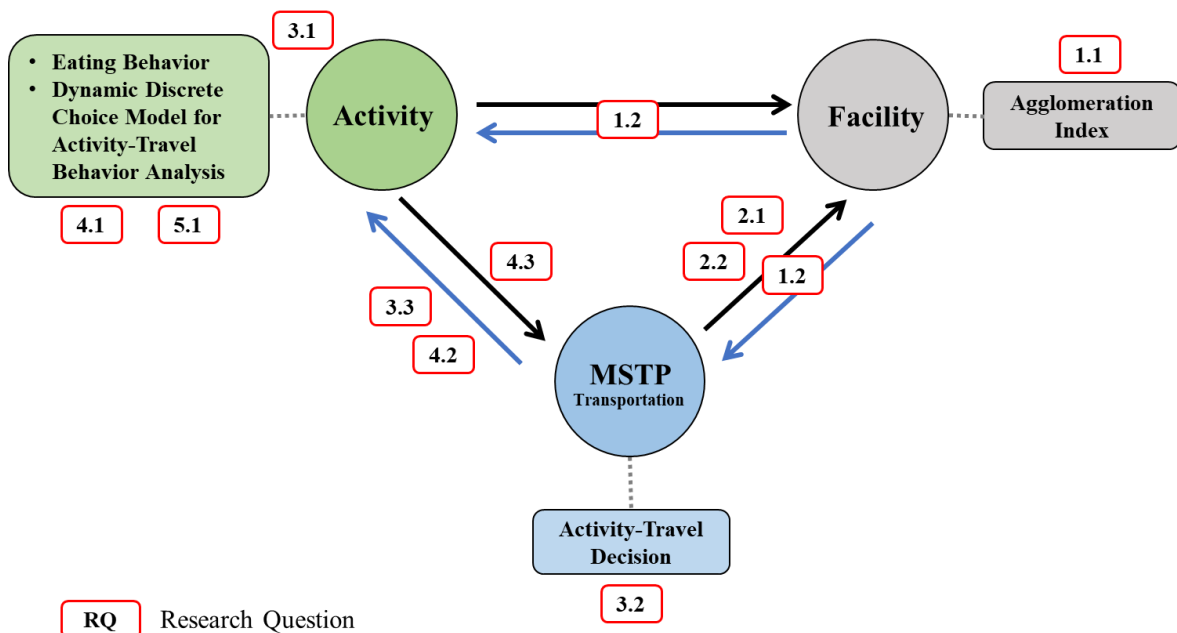 3.1
• Eating Behavior
• Dynamic Discrete
Choice Model for
Activity-Travel
Behavior Analysis
4.1
5.1
Activity
1.2
Facility
1.1
Agglomeration
Index
2.1
2.2
1.2
4.3
3.3
4.2
MSTP
Transportation
Activity-Travel
Decision
3.2
RQ Research Question